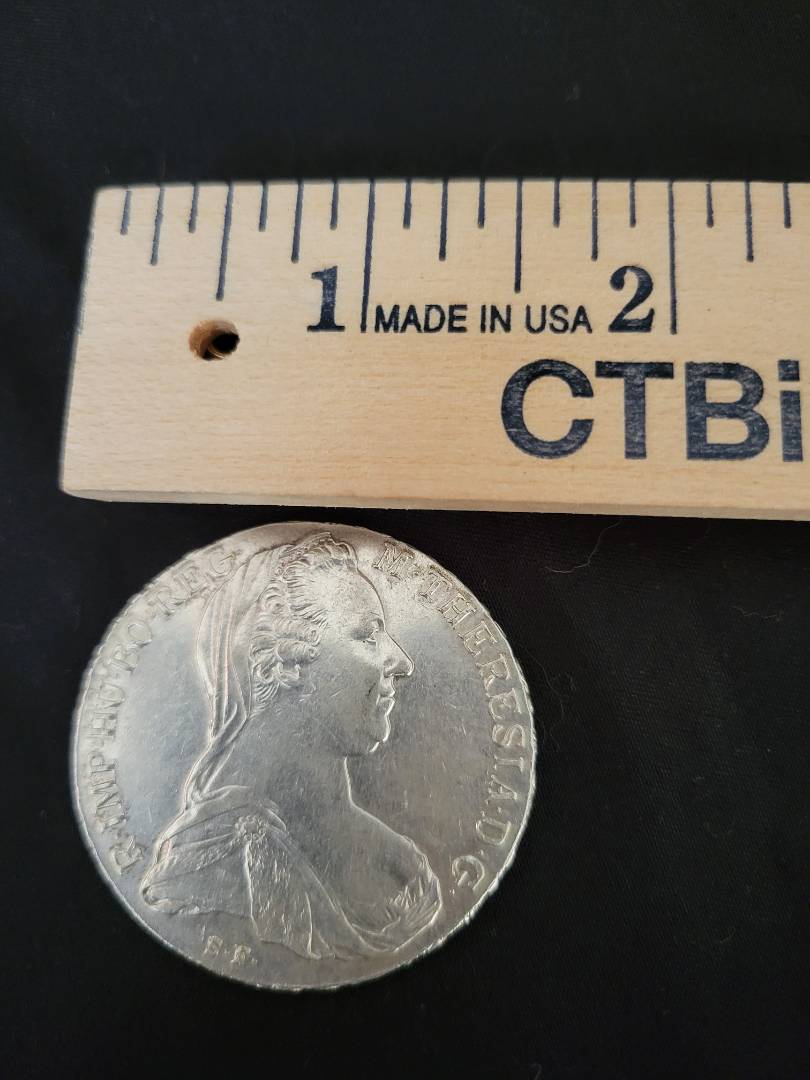 1 MADE IN USA 2
CTBi
R·IMP·HU·BO·REG·
M·THERESIA·D·G·
S·F·